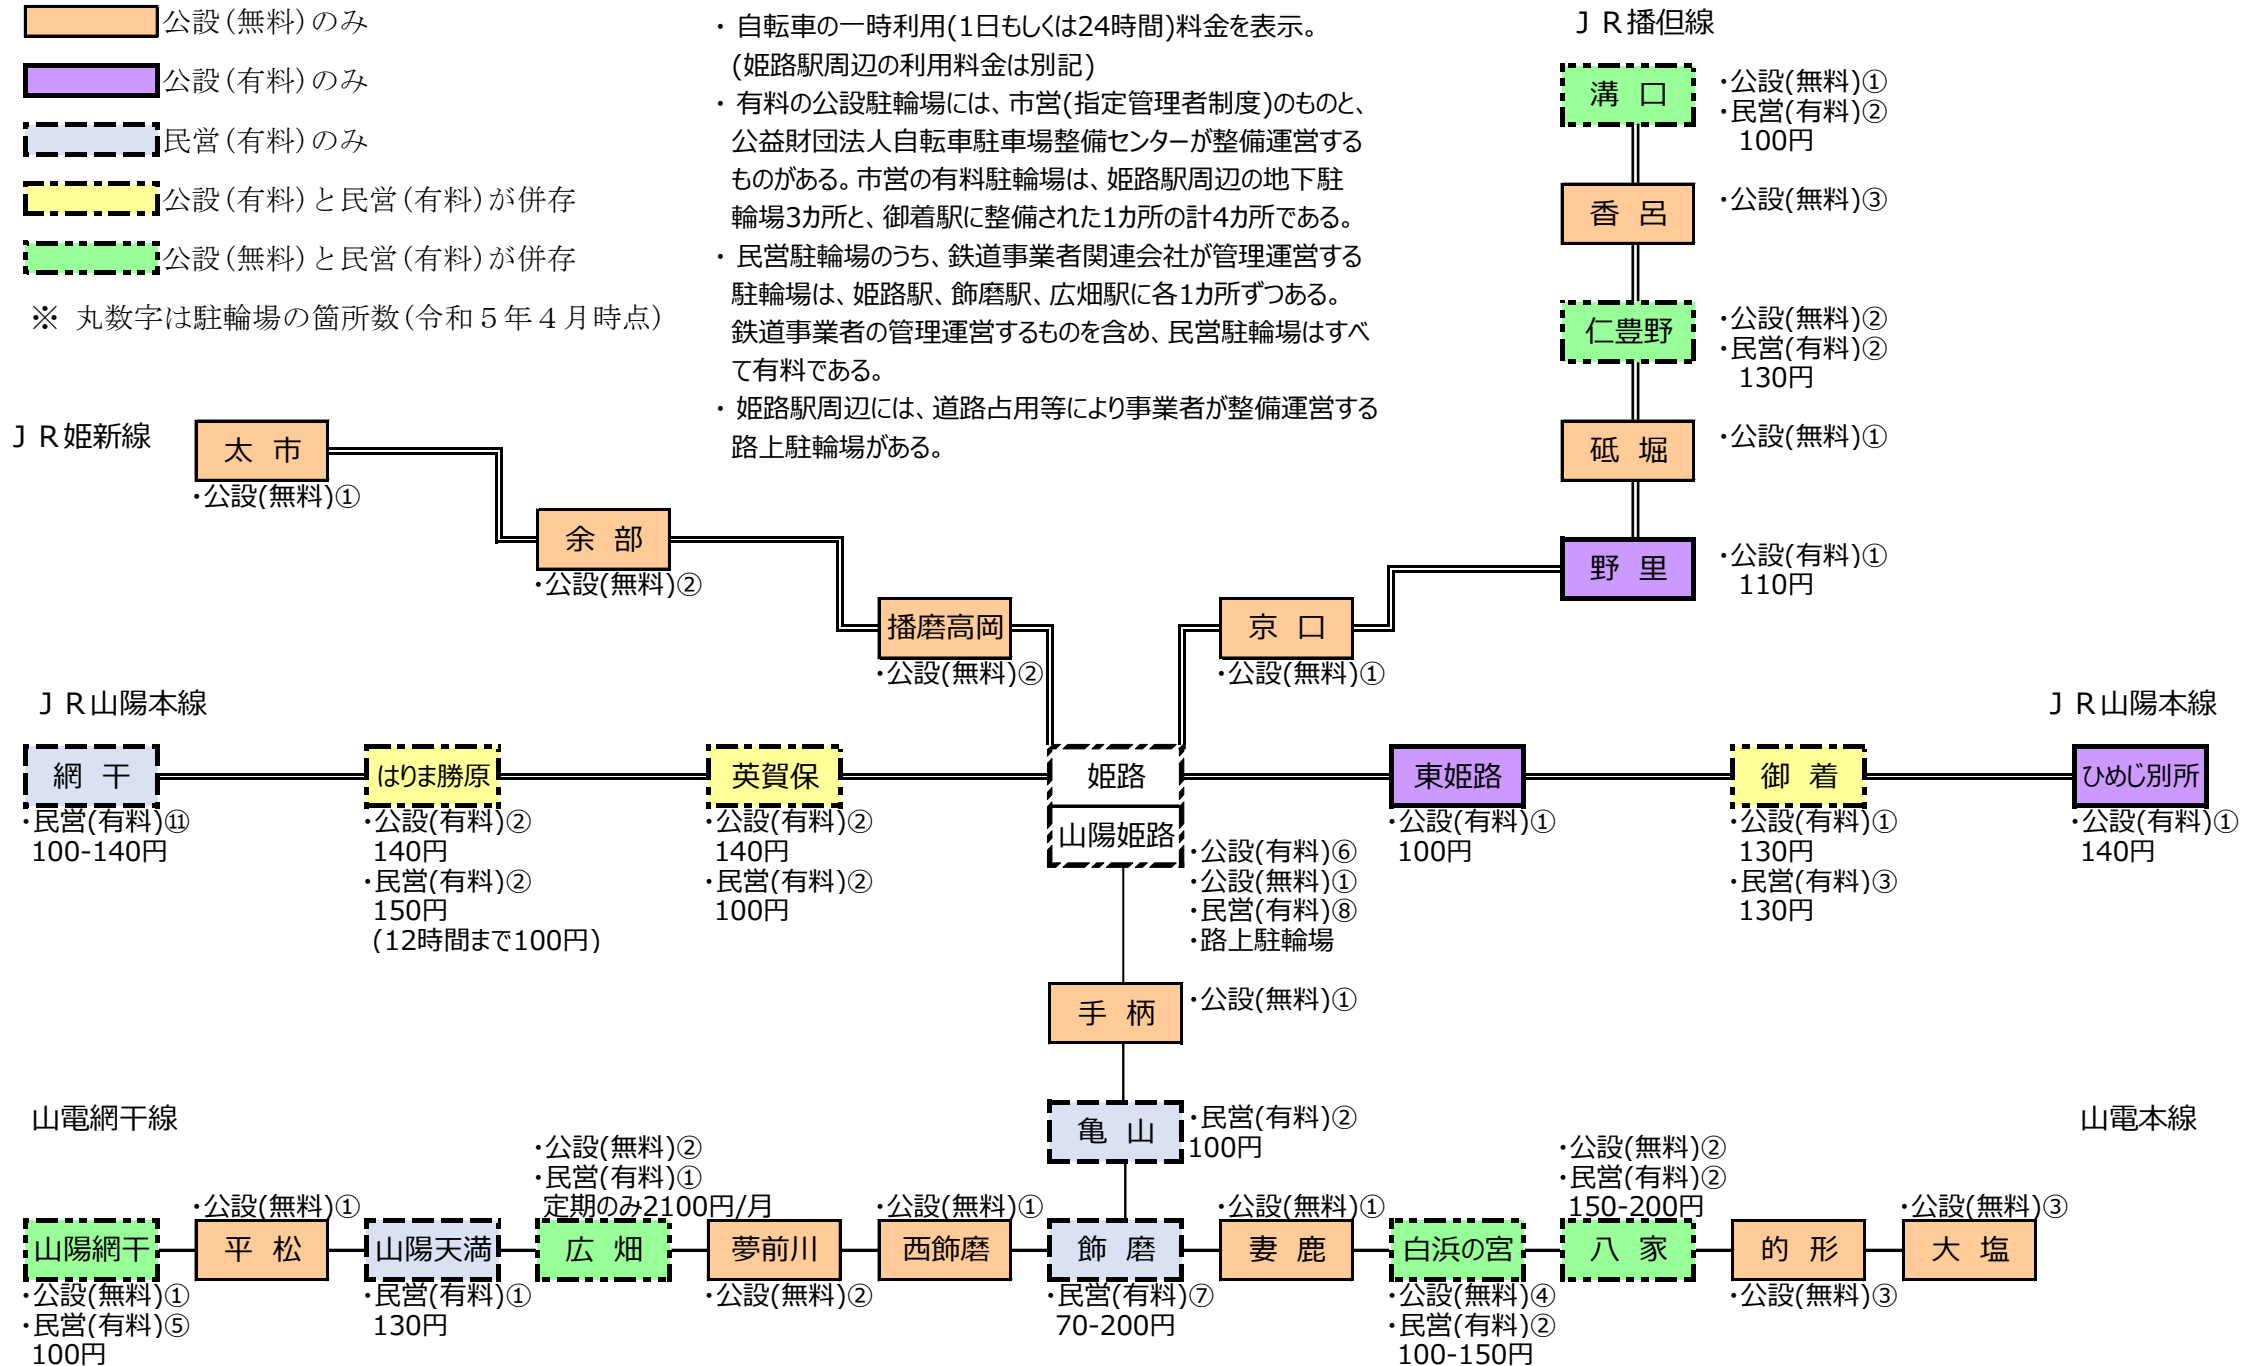 公設(無料)のみ
公設(有料)のみ
民営(有料)のみ
公設(有料)と民営(有料)が併存
公設(無料)と民営(有料)が併存
※ 丸数字は駐輪場の箇所数(令和５年４月時点)
・ 自転車の一時利用(1日もしくは24時間)料金を表示。
(姫路駅周辺の利用料金は別記)
・ 有料の公設駐輪場には、市営(指定管理者制度)のものと、
公益財団法人自転車駐車場整備センターが整備運営する
ものがある。市営の有料駐輪場は、姫路駅周辺の地下駐
輪場3カ所と、御着駅に整備された1カ所の計4カ所である。
・ 民営駐輪場のうち、鉄道事業者関連会社が管理運営する
駐輪場は、姫路駅、飾磨駅、広畑駅に各1カ所ずつある。
鉄道事業者の管理運営するものを含め、民営駐輪場はすべ
て有料である。
・ 姫路駅周辺には、道路占用等により事業者が整備運営する
路上駐輪場がある。
ＪＲ播但線
溝 口
・公設(無料)①
・民営(有料)②
100円
香 呂
・公設(無料)③
仁豊野
・公設(無料)②
・民営(有料)②
130円
砥 堀
・公設(無料)①
野 里
・公設(有料)①
110円
京 口
・公設(無料)①
ＪＲ姫新線
太 市
・公設(無料)①
余 部
・公設(無料)②
播磨高岡
・公設(無料)②
ＪＲ山陽本線
ＪＲ山陽本線
網 干
・民営(有料)⑪
100-140円
はりま勝原
・公設(有料)②
140円
・民営(有料)②
150円
(12時間まで100円)
英賀保
・公設(有料)②
140円
・民営(有料)②
100円
姫路
山陽姫路
・公設(有料)⑥
・公設(無料)①
・民営(有料)⑧
・路上駐輪場
東姫路
・公設(有料)①
100円
御 着
・公設(有料)①
130円
・民営(有料)③
130円
ひめじ別所
・公設(有料)①
140円
手 柄
・公設(無料)①
亀 山
・民営(有料)②
100円
山電網干線
山電本線
山陽網干
・公設(無料)①
・民営(有料)⑤
100円
・公設(無料)①
平 松
山陽天満
・民営(有料)①
130円
・公設(無料)②
・民営(有料)①
定期のみ2100円/月
広 畑
夢前川
・公設(無料)②
・公設(無料)①
西飾磨
飾 磨
・民営(有料)⑦
70-200円
・公設(無料)①
妻 鹿
白浜の宮
・公設(無料)④
・民営(有料)②
100-150円
・公設(無料)②
・民営(有料)②
150-200円
八 家
的 形
・公設(無料)③
・公設(無料)③
大 塩